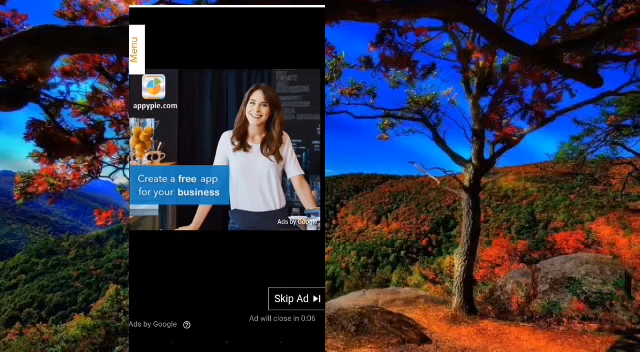 Menu
appypie.com
Create a free app
for your business
Ads by Google
Skip Ad
Ad will close in 0:06
Ads by Google